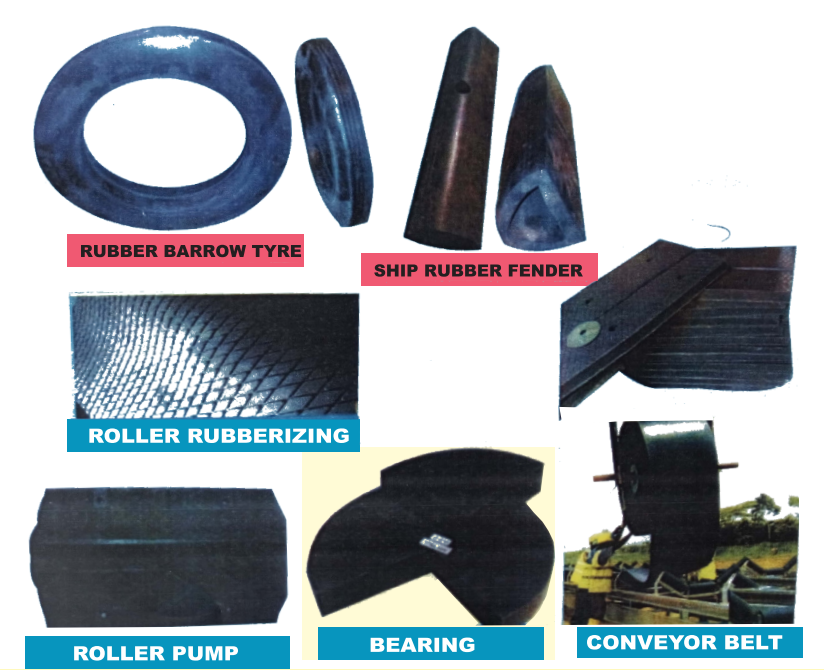 RUBBER BARROW TYRE
SHIP RUBBER FENDER
ROLLER RUBBERIZING
ROLLER PUMP
BEARING
CONVEYOR BELT